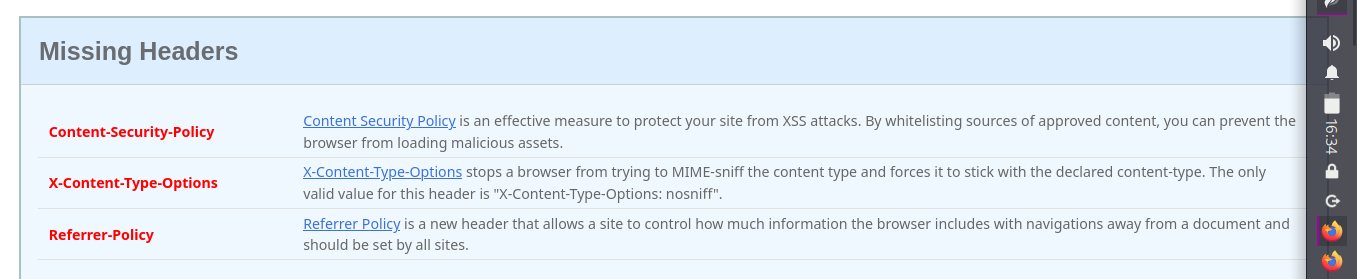 Missing Headers
Content-Security-Policy
Content Security Policy is an effective measure to protect your site from XSS attacks. By whitelisting sources of approved content, you can prevent the
browser from loading malicious assets.
X-Content-Type-Options
X-Content-Type-Options stops a browser from trying to MIME-sniff the content type and forces it to stick with the declared content-type. The only
valid value for this header is "X-Content-Type-Options: nosniff".
Referrer-Policy
Referrer Policy is a new header that allows a site to control how much information the browser includes with navigations away from a document and
should be set by all sites.
16:34